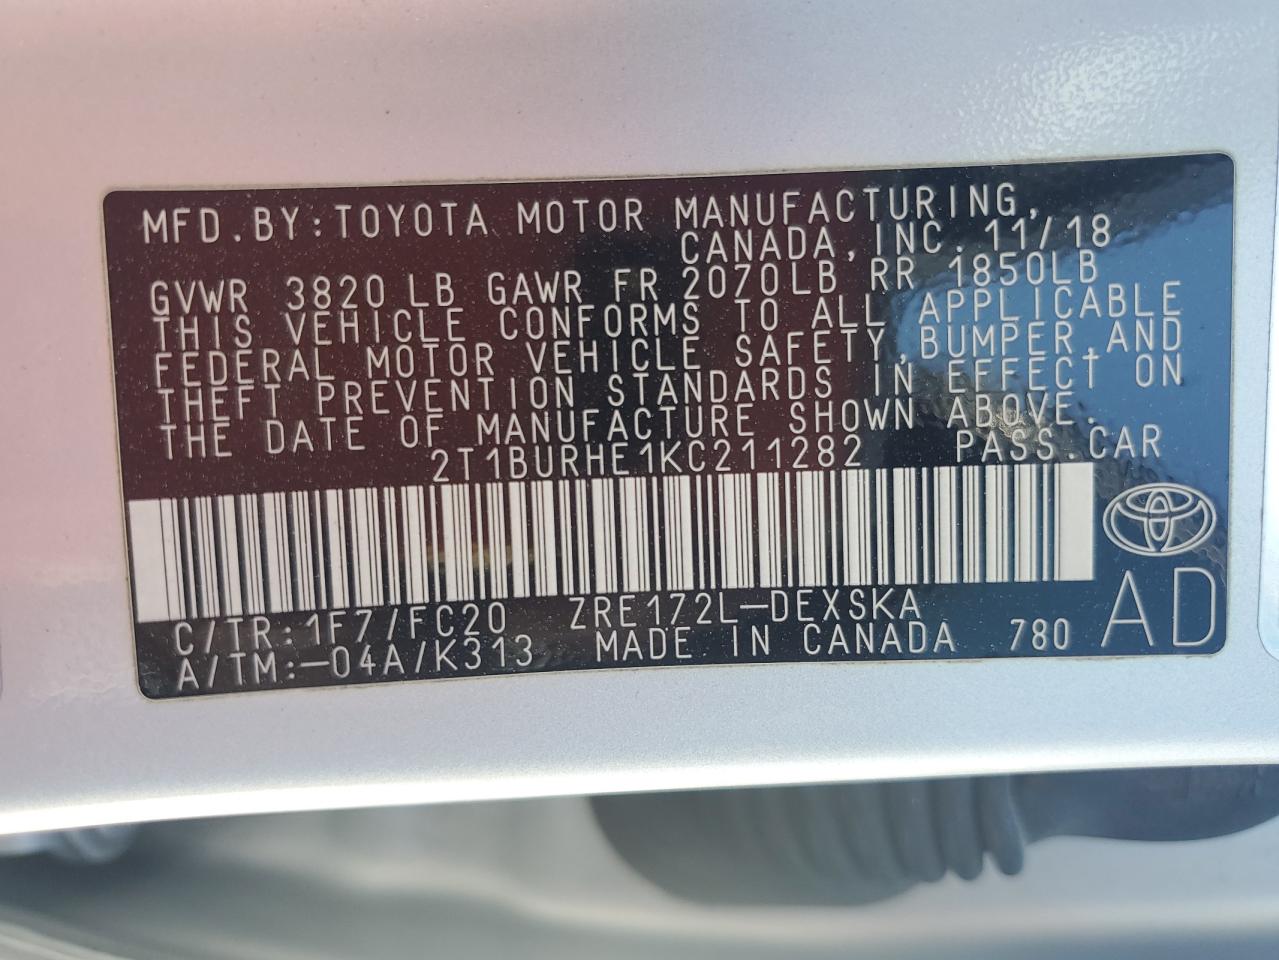 MFD.BY:TOYOTA MOTOR MANUFACTURING,
CANADA,INC. 11/18
GVWR 3820LB GAWR FR 2070LB RR 1850LB
THIS VEHICLE CONFORMS TO ALL APPLICABLE
FEDERAL MOTOR VEHICLE SAFETY,BUMPER,AND
THEFT PREVENTION STANDARDS IN EFFECT ON
THE DATE OF MANUFACTURE SHOWN ABOVE.
2T1BURHE1KC211282 PASS.CAR
C/TR:1F7/FC20 ZRE172L-DEXSKA
A/TM:-04A/K313 MADE IN CANADA 780 AD